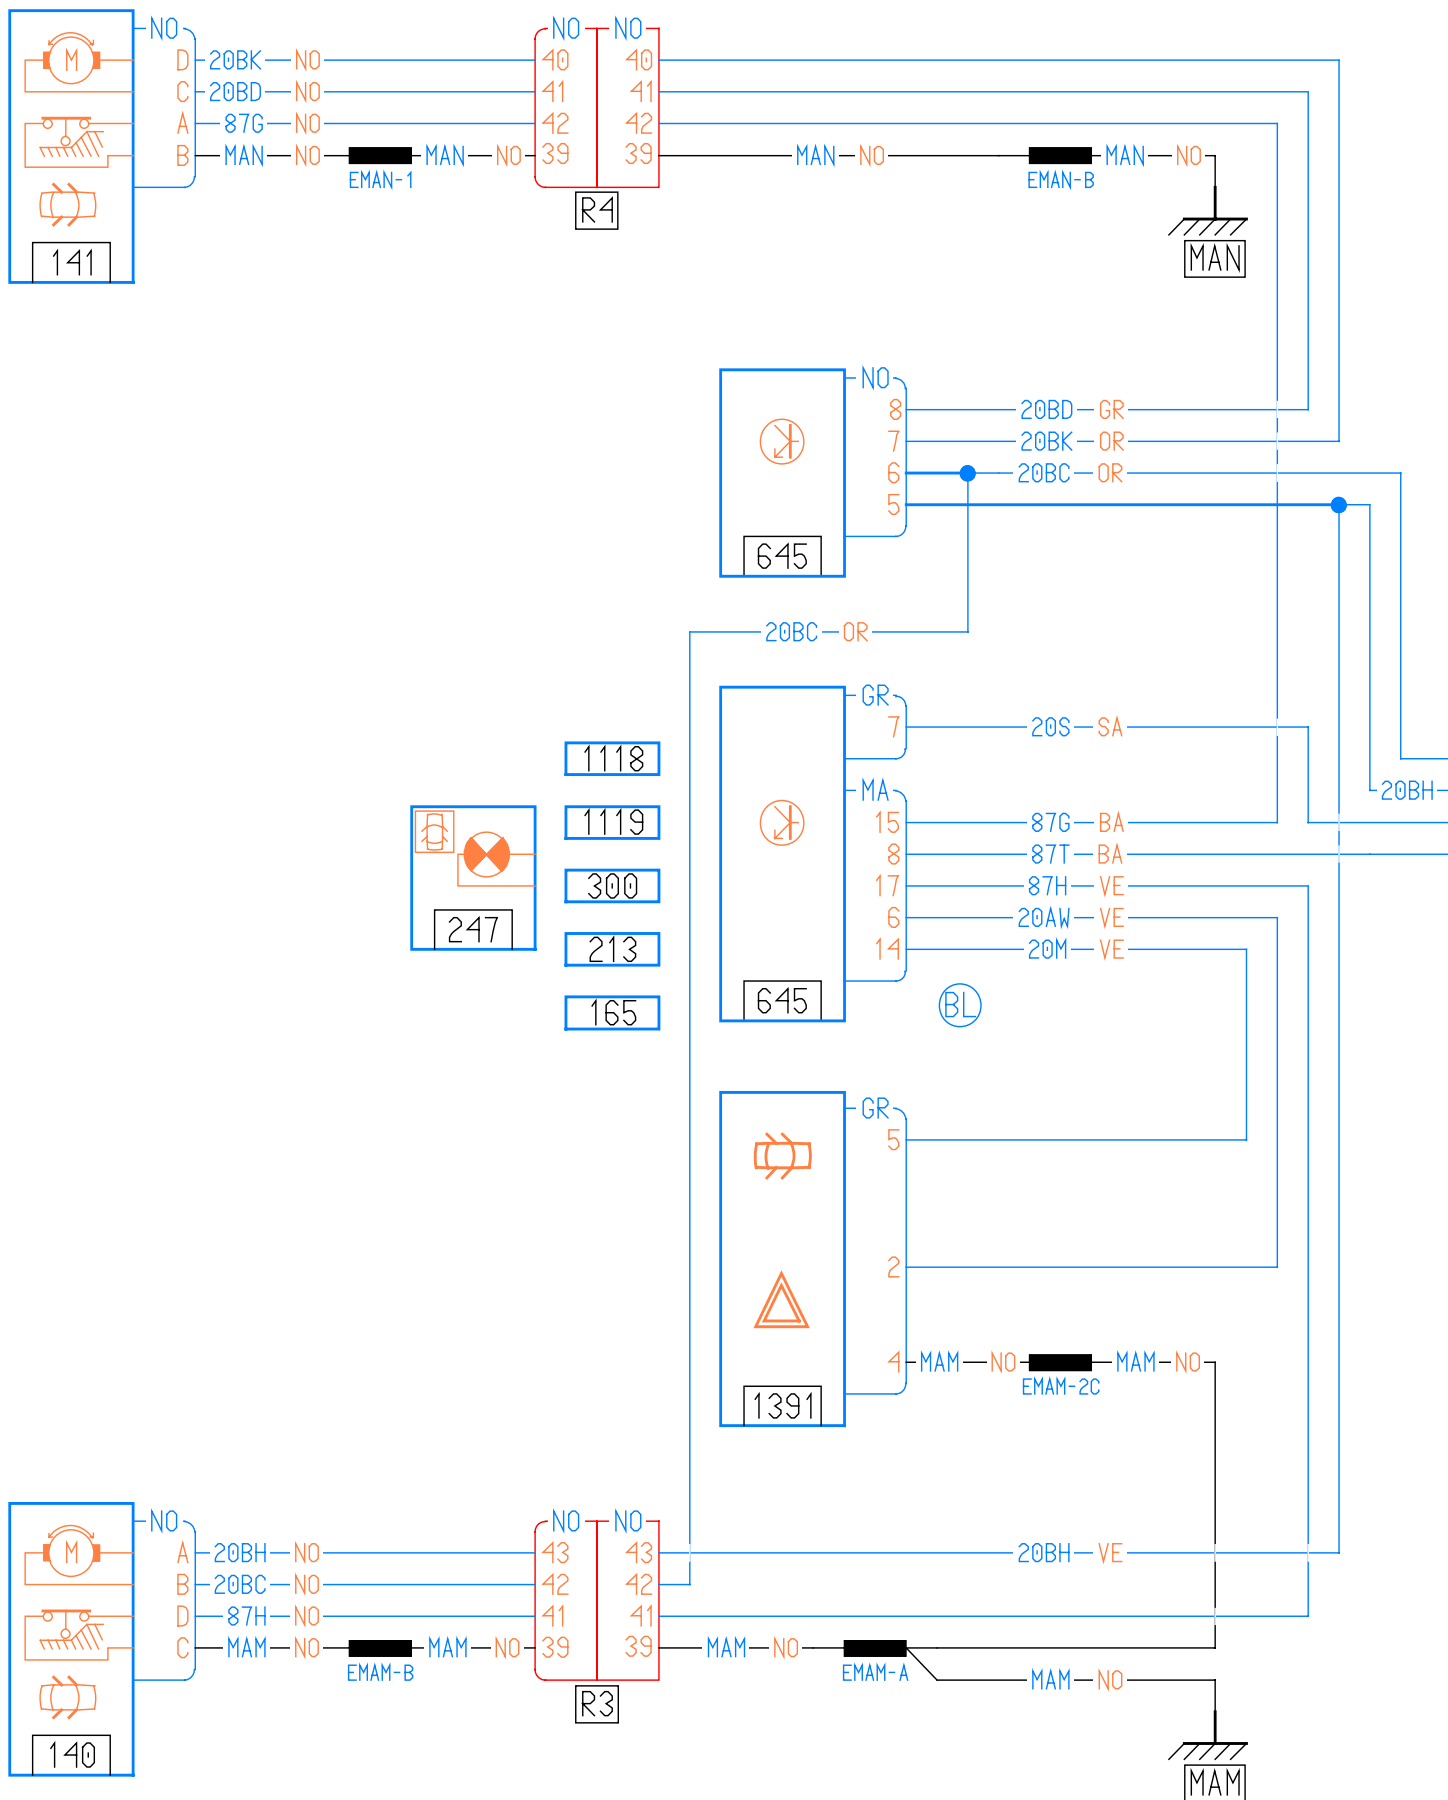 NO NO NO
M D 20BK NO 40 40
C 20BD NO 41 41
A 87G NO 42 42
B MAN NO MAN NO 39 39 MAN NO MAN NO
EMAN-1 EMAN-B
R4
141 MAN
NO
8 20BD GR
7 20BK OR
6 20BC OR
5
645
20BC OR
GR
7 20S SA
1118
MA 20BH
1119 15 87G BA
8 87T BA
300 17 87H VE
247 6 20AW VE
213 14 20M VE
165 645 BL
GR
5
2
4 MAM NO MAM NO
EMAM-2C
1391
NO NO NO
M A 20BH NO 43 43 20BH VE
B 20BC NO 42 42
D 87H NO 41 41
C MAM NO MAM NO 39 39 MAM NO
EMAM-B EMAM-A
MAM NO
R3
140
MAM